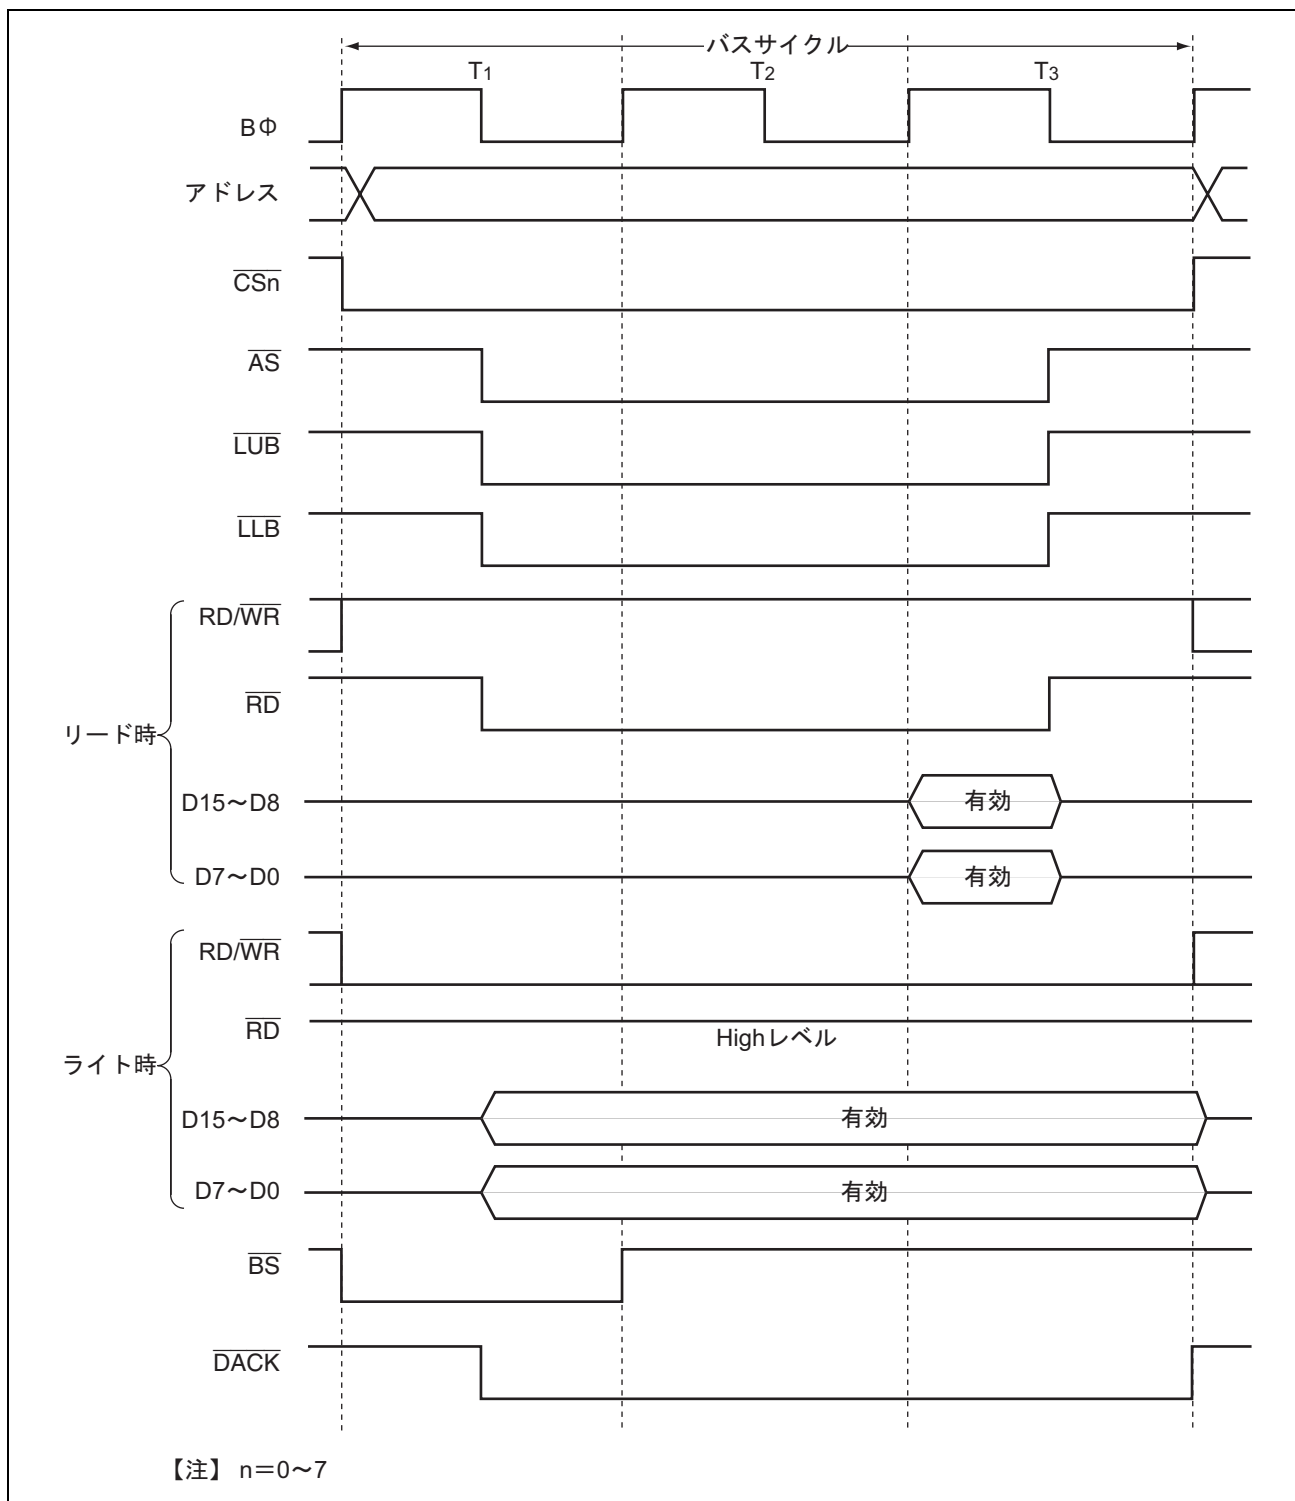 バスサイクル
T1 T2 T3
BΦ
アドレス
CSn
AS
LUB
LLB
リード時
RD/WR
RD
D15～D8 有効
D7～D0 有効
ライト時
RD/WR
RD Highレベル
D15～D8 有効
D7～D0 有効
BS
DACK
【注】 n＝0～7